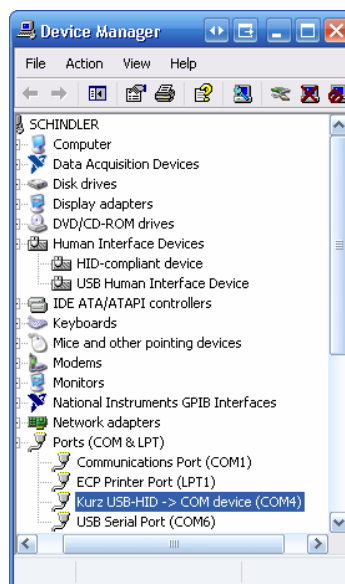 Device Manager
File Action View Help
SCHINDLER
Computer
Data Acquisition Devices
Disk drives
Display adapters
DVD/CD-ROM drives
Human Interface Devices
HID-compliant device
USB Human Interface Device
IDE ATA/ATAPI controllers
Keyboards
Mice and other pointing devices
Modems
Monitors
National Instruments GPIB Interfaces
Network adapters
Ports (COM & LPT)
Communications Port (COM1)
ECP Printer Port (LPT1)
Kurz USB-HID -> COM device (COM4)
USB Serial Port (COM6)